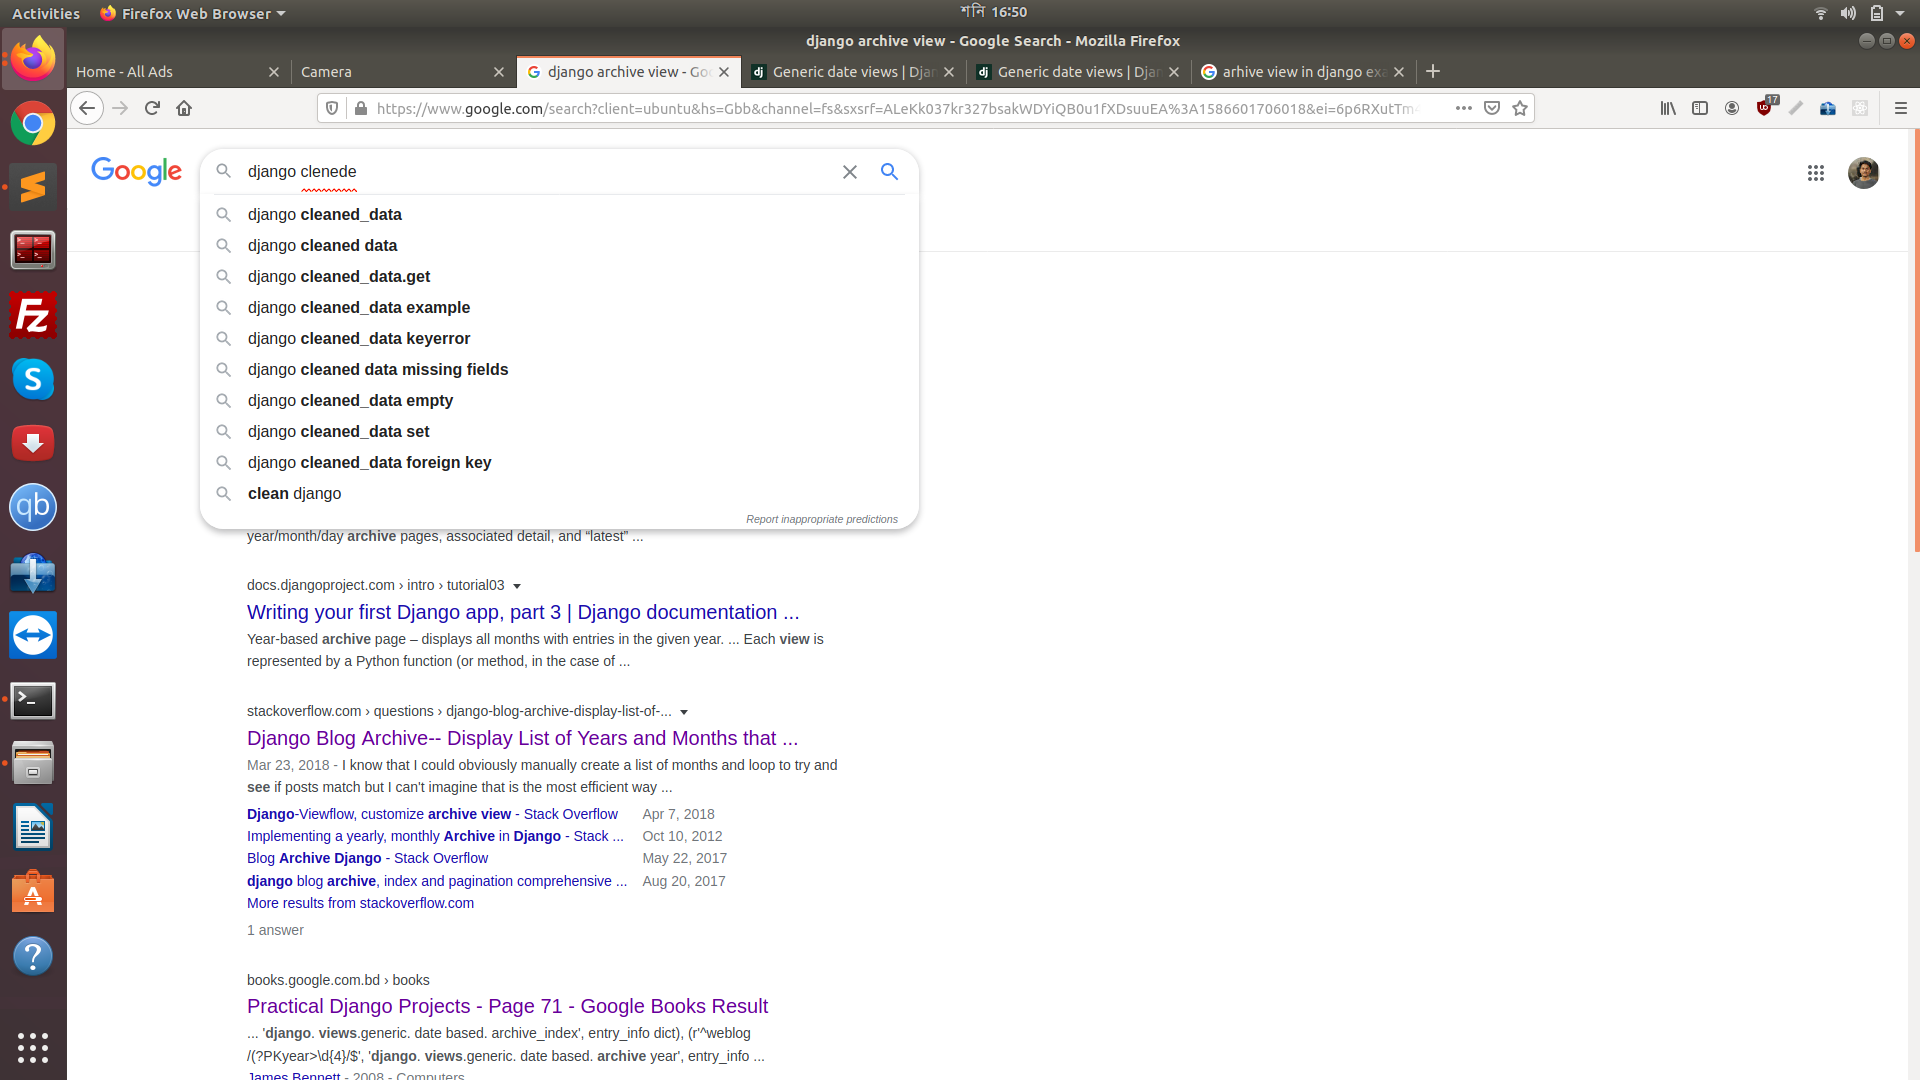 Activities
Firefox Web Browser
শনি 16:50
django archive view - Google Search - Mozilla Firefox
Home - All Ads
Camera
django archive view - Goo
Generic date views | Djan
Generic date views | Djan
arhive view in django exa
https://www.google.com/search?client=ubuntu&hs=Gbb&channel=fs&sxsrf=ALeKk037kr327bsakWDYiQB0u1fXDsuuEA%3A1586601706018&ei=6p6RXutTm
17
Google
django clenede
django cleaned_data
django cleaned data
django cleaned_data.get
django cleaned_data example
django cleaned_data keyerror
django cleaned data missing fields
django cleaned_data empty
django cleaned_data set
django cleaned_data foreign key
clean django
Report inappropriate predictions
year/month/day archive pages, associated detail, and “latest” ...
docs.djangoproject.com › intro › tutorial03
Writing your first Django app, part 3 | Django documentation ...
Year-based archive page – displays all months with entries in the given year. ... Each view is
represented by a Python function (or method, in the case of ...
stackoverflow.com › questions › django-blog-archive-display-list-of-...
Django Blog Archive-- Display List of Years and Months that ...
Mar 23, 2018 - I know that I could obviously manually create a list of months and loop to try and
see if posts match but I can't imagine that is the most efficient way ...
Django-Viewflow, customize archive view - Stack Overflow Apr 7, 2018
Implementing a yearly, monthly Archive in Django - Stack ... Oct 10, 2012
Blog Archive Django - Stack Overflow May 22, 2017
django blog archive, index and pagination comprehensive ... Aug 20, 2017
More results from stackoverflow.com
1 answer
books.google.com.bd › books
Practical Django Projects - Page 71 - Google Books Result
... 'django. views.generic. date based. archive_index', entry_info dict), (r'^weblog
/(?PKyear>\d{4}/$', 'django. views.generic. date based. archive year', entry_info ...
James Bennett - 2008 - Computers